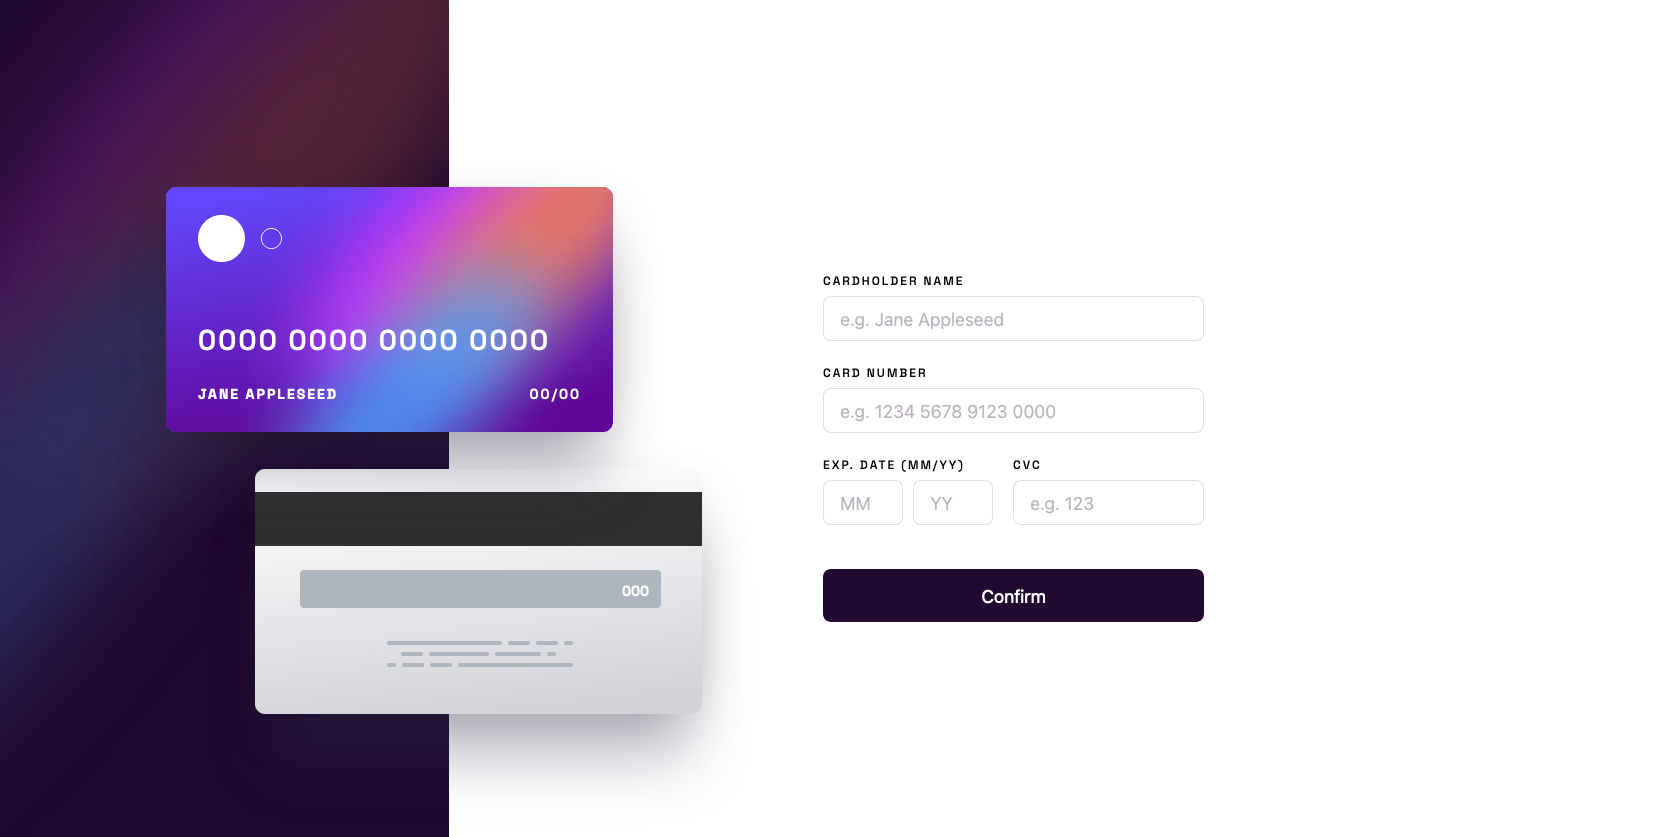 0000 0000 0000 0000
JANE APPLESEED 00/00
000
CARDHOLDER NAME
e.g. Jane Appleseed
CARD NUMBER
e.g. 1234 5678 9123 0000
EXP. DATE (MM/YY) CVC
MM YY e.g. 123
Confirm